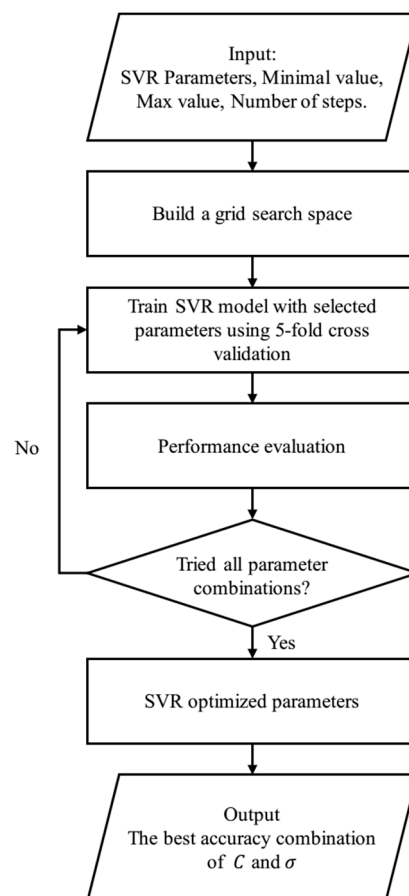 Input:
SVR Parameters, Minimal value,
Max value, Number of steps.
Build a grid search space
Train SVR model with selected
parameters using 5-fold cross
validation
Performance evaluation
No
Tried all parameter
combinations?
Yes
SVR optimized parameters
Output
The best accuracy combination
of C and σ